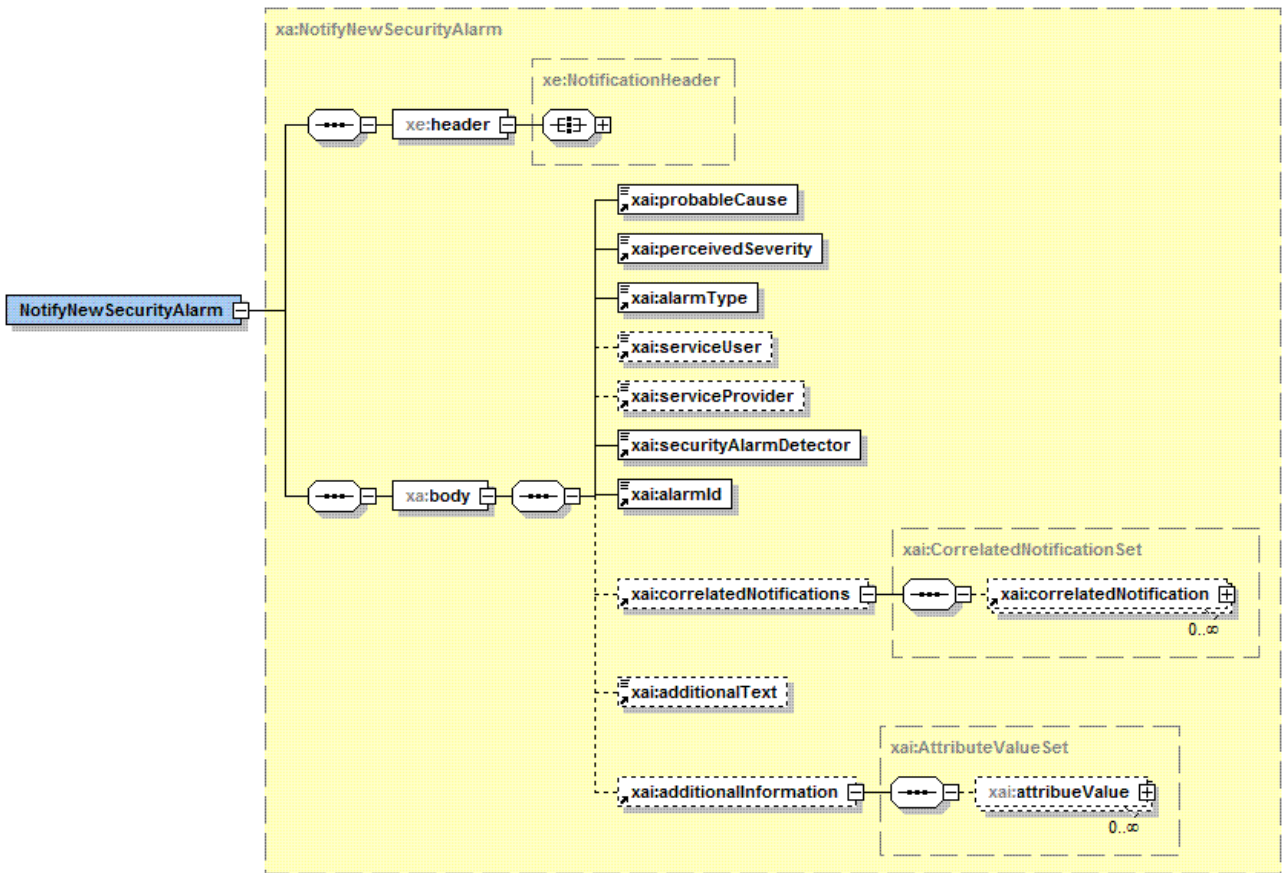 xa:NotifyNewSecurityAlarm
xe:NotificationHeader
xe:header
xai:probableCause
xai:perceivedSeverity
xai:alarmType
NotifyNewSecurityAlarm
xai:serviceUser
xai:serviceProvider
xai:securityAlarmDetector
xa:body
xai:alarmId
xai:CorrelatedNotificationSet
xai:correlatedNotifications
xai:correlatedNotification
0..∞
xai:additionalText
xai:AttributeValueSet
xai:additionalInformation
xai:attribueValue
0..∞